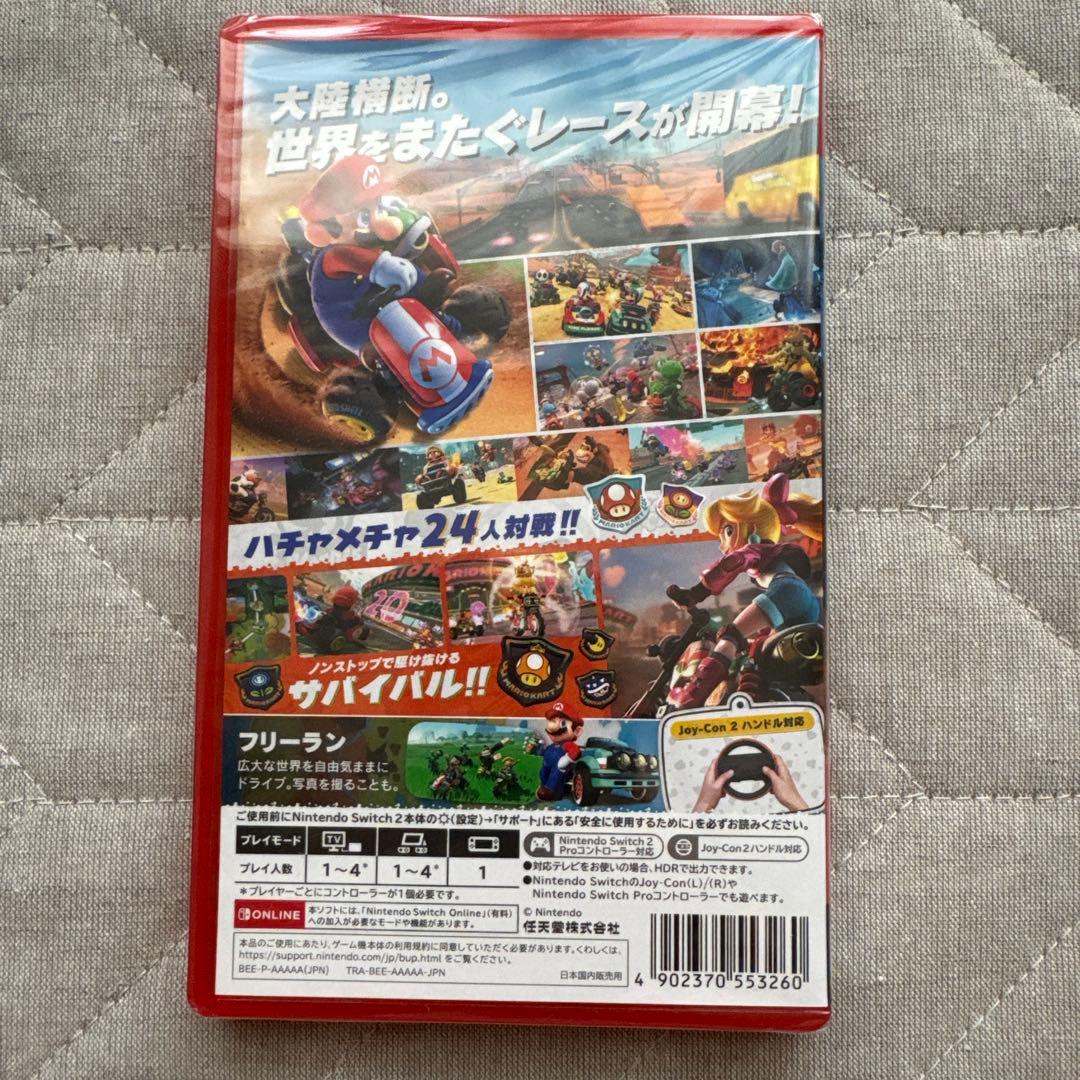 大陸横断。
世界をまたぐレースが開幕!
ハチャメチャ24人対戦!!
MARIO KART
ノンストップで駆け抜ける
サバイバル!!
MARIO KART
フリーラン
広大な世界を自由気ままに
ドライブ。写真を撮ることも。
Joy-Con 2 ハンドル対応
ご使用前にNintendo Switch 2本体の(設定)→「サポート」にある「安全に使用するために」を必ずお読みください。
プレイモード TV
プレイ人数 1~4* 1~4* 1
*プレイヤーごとにコントローラーが1個必要です。
Nintendo Switch 2
Proコントローラー対応
Joy-Con 2ハンドル対応
●対応テレビをお使いの場合、HDRで出力できます。
●Nintendo SwitchのJoy-Con(L)/(R)や
Nintendo Switch Proコントローラーでも遊べます。
ONLINE
本ソフトには、「Nintendo Switch Online」(有料)
への加入が必要なモードや機能があります。
© Nintendo
任天堂株式会社
本品のご使用にあたり、ゲーム機本体の利用規約に同意していただく必要があります。くわしくは、
https://support.nintendo.com/jp/bup.html をご覧ください。
BEE-P-AAAAA(JPN) TRA-BEE-AAAAA-JPN 日本国内販売用
4 902370 553260